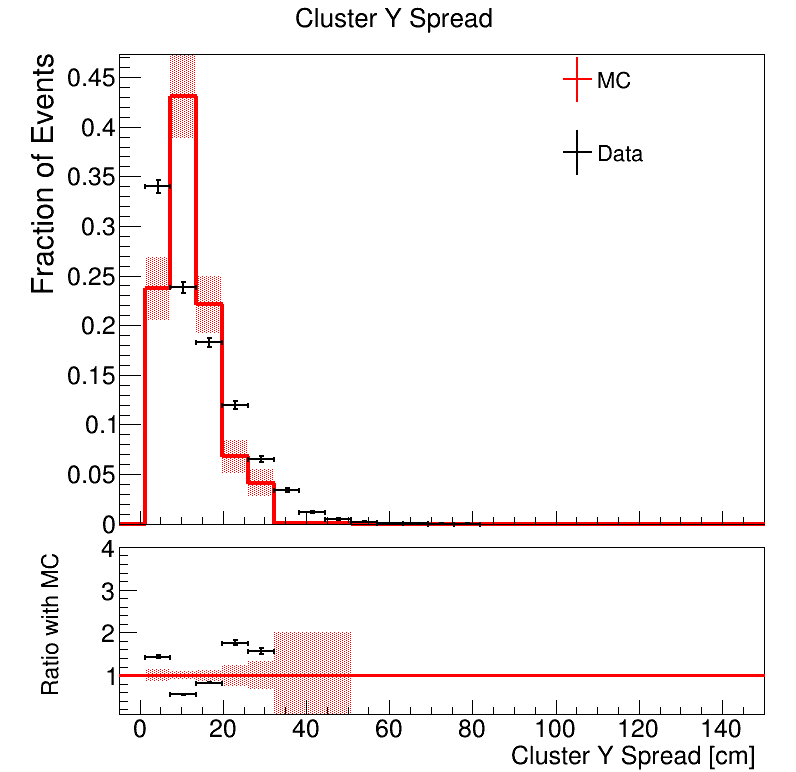 Cluster Y Spread
Fraction of Events
0.45
0.4
0.35
0.3
0.25
0.2
0.15
0.1
0.05
0
MC
Data
Ratio with MC
4
3
2
1
0 20 40 60 80 100 120 140
Cluster Y Spread [cm]